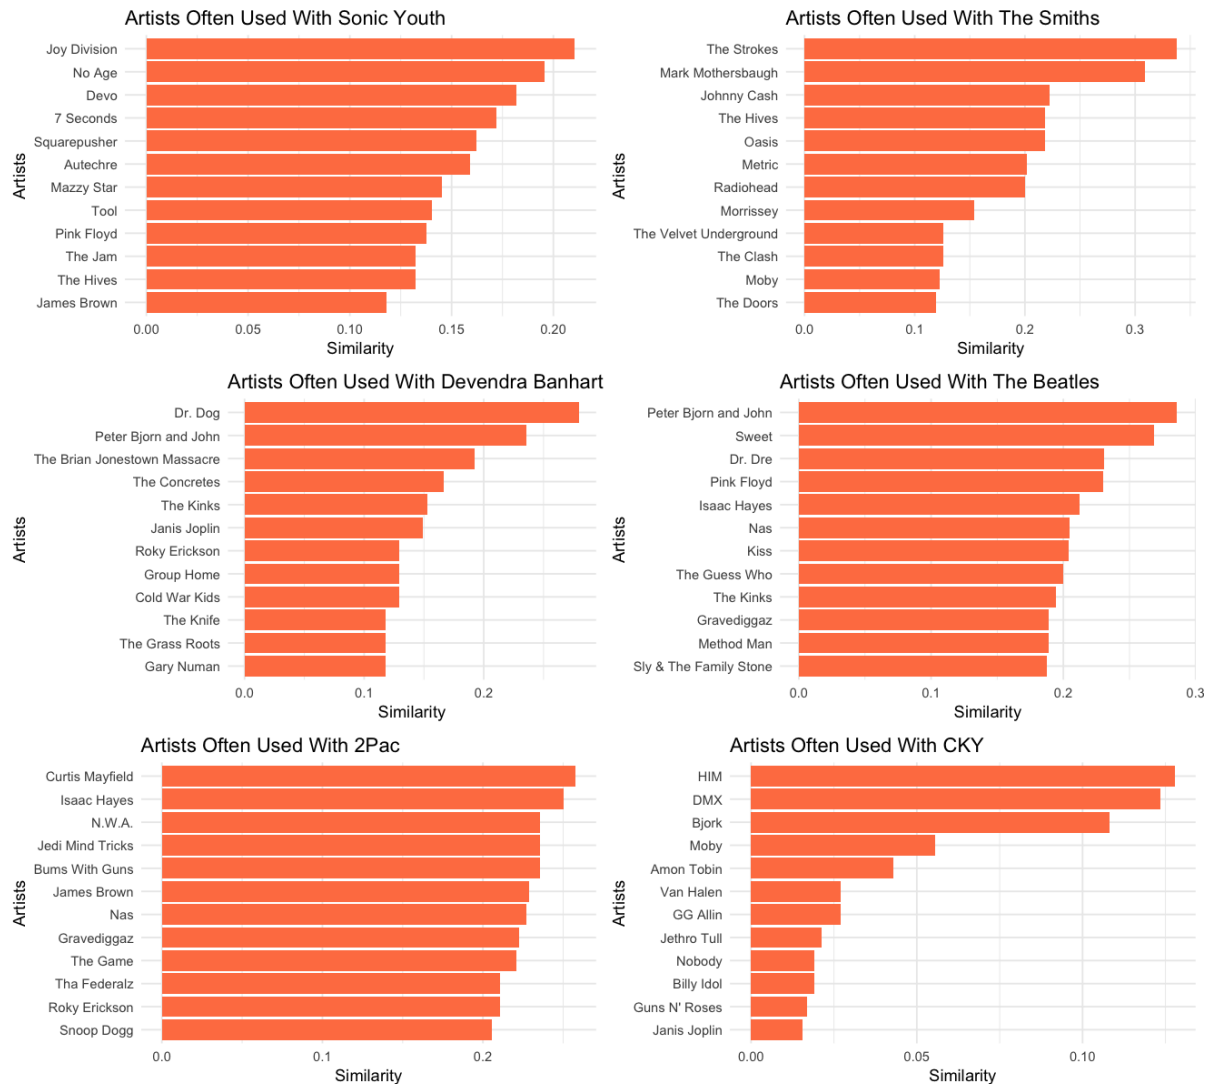 Artists Often Used With Sonic Youth
Joy Division
No Age
Devo
7 Seconds
Squarepusher
Autechre
Mazzy Star
Tool
Pink Floyd
The Jam
The Hives
James Brown
Artists
0.00 0.05 0.10 0.15 0.20
Similarity
Artists Often Used With The Smiths
The Strokes
Mark Mothersbaugh
Johnny Cash
The Hives
Oasis
Metric
Radiohead
Morrissey
The Velvet Underground
The Clash
Moby
The Doors
Artists
0.0 0.1 0.2 0.3
Similarity
Artists Often Used With Devendra Banhart
Dr. Dog
Peter Bjorn and John
The Brian Jonestown Massacre
The Concretes
The Kinks
Janis Joplin
Roky Erickson
Group Home
Cold War Kids
The Knife
The Grass Roots
Gary Numan
Artists
0.0 0.1 0.2
Similarity
Artists Often Used With The Beatles
Peter Bjorn and John
Sweet
Dr. Dre
Pink Floyd
Isaac Hayes
Nas
Kiss
The Guess Who
The Kinks
Gravediggaz
Method Man
Sly & The Family Stone
Artists
0.0 0.1 0.2 0.3
Similarity
Artists Often Used With 2Pac
Curtis Mayfield
Isaac Hayes
N.W.A.
Jedi Mind Tricks
Bums With Guns
James Brown
Nas
Gravediggaz
The Game
Tha Federalz
Roky Erickson
Snoop Dogg
Artists
0.0 0.1 0.2
Similarity
Artists Often Used With CKY
HIM
DMX
Bjork
Moby
Amon Tobin
Van Halen
GG Allin
Jethro Tull
Nobody
Billy Idol
Guns N' Roses
Janis Joplin
Artists
0.00 0.05 0.10
Similarity